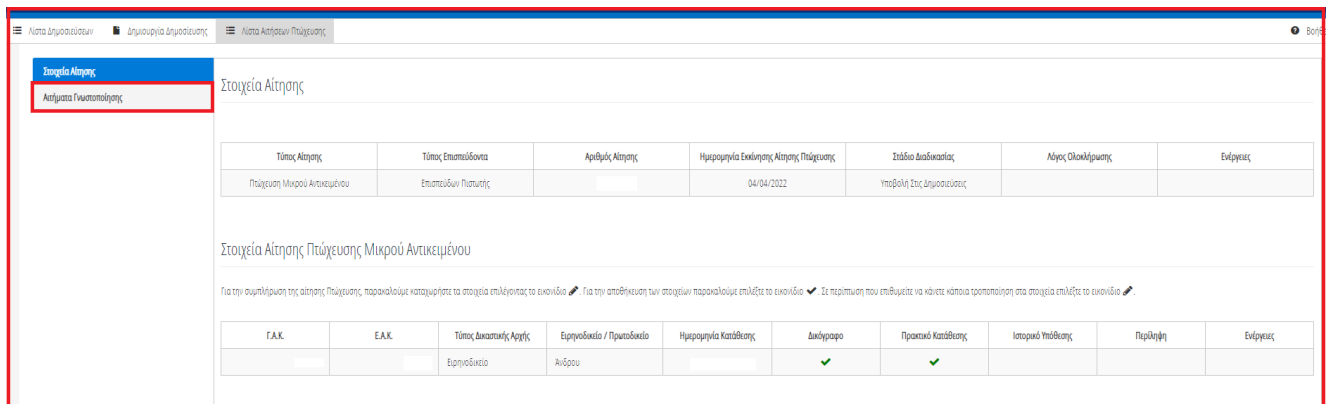 Λίστα Δημοσιεύσεων Δημιουργία Δημοσίευσης Λίστα Αιτήσεων Πτώχευσης
Στοιχεία Αίτησης
Αιτήματα Γνωστοποίησης
Στοιχεία Αίτησης
Τύπος Αίτησης Τύπος Επισπεύδοντα Αριθμός Αίτησης Ημερομηνία Εκκίνησης Αίτησης Πτώχευσης Στάδιο Διαδικασίας Λόγος Ολοκλήρωσης Ενέργειες
Πτώχευση Μικρού Αντικειμένου Επισπεύδων Πιστωτής 04/04/2022 Υποβολή Στις Δημοσιεύσεις
Στοιχεία Αίτησης Πτώχευσης Μικρού Αντικειμένου
Για την συμπλήρωση της αίτησης Πτώχευσης, παρακαλούμε καταχωρήστε τα στοιχεία επιλέγοντας το εικονίδιο . Για την αποθήκευση των στοιχείων παρακαλούμε επιλέξτε το εικονίδιο . Σε περίπτωση που επιθυμείτε να κάνετε κάποια τροποποίηση στα στοιχεία επιλέξτε το εικονίδιο .
Γ.Α.Κ. Ε.Α.Κ. Τύπος Δικαστικής Αρχής Ειρηνοδικείο / Πρωτοδικείο Ημερομηνία Κατάθεσης Δικόγραφο Πρακτικό Κατάθεσης Ιστορικό Υπόθεσης Περίληψη Ενέργειες
Ειρηνοδικείο Άνδρου